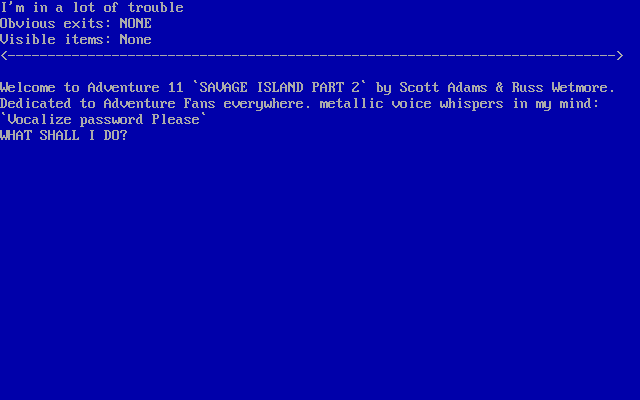 I'm in a lot of trouble
Obvious exits: NONE
Visible items: None
<---------------------------------------------------------------------------->
Welcome to Adventure 11 `SAVAGE ISLAND PART 2` by Scott Adams & Russ Wetmore.
Dedicated to Adventure Fans everywhere. metallic voice whispers in my mind:
`Vocalize password Please`
WHAT SHALL I DO?